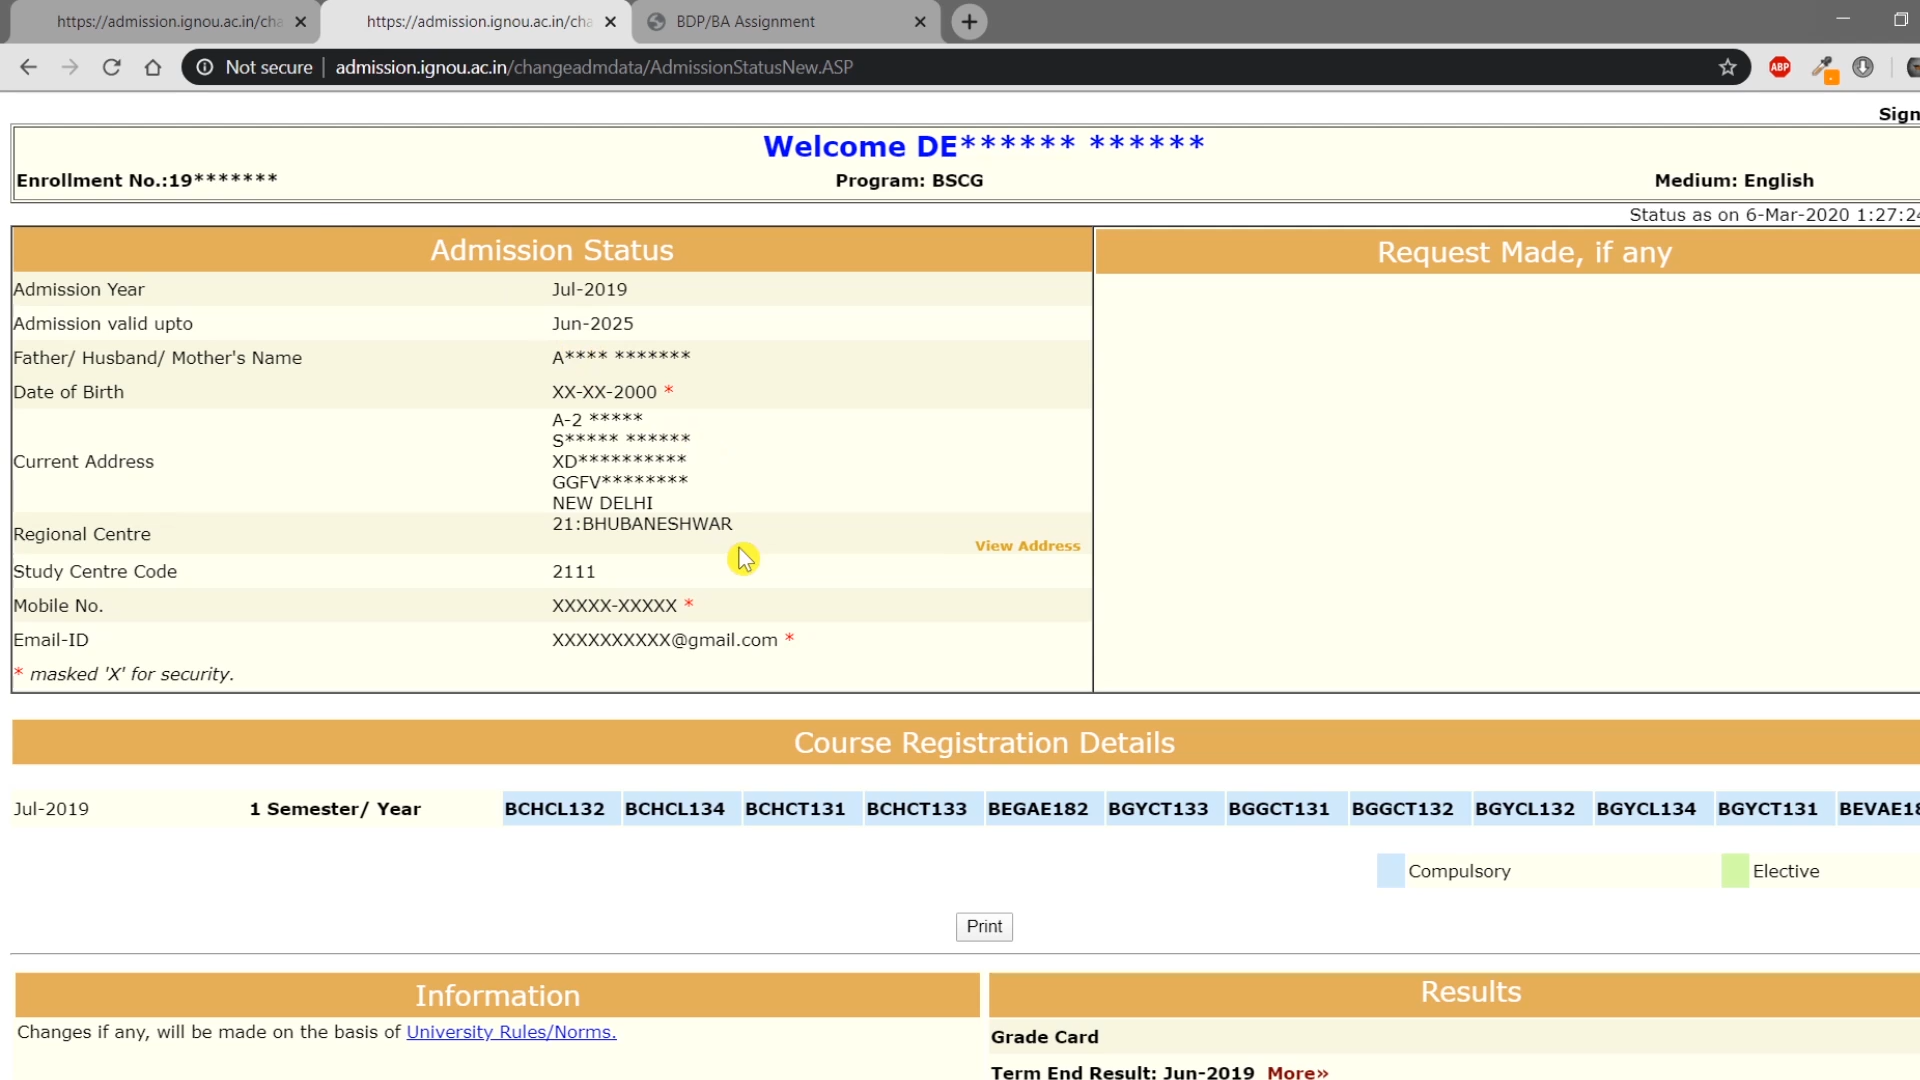 https://admission.ignou.ac.in/cha
https://admission.ignou.ac.in/cha
BDP/BA Assignment
Not secure | admission.ignou.ac.in/changeadmdata/AdmissionStatusNew.ASP
ABP
Sign
Welcome DE****** ******
Enrollment No.:19*******
Program: BSCG
Medium: English
Status as on 6-Mar-2020 1:27:24
Admission Status
Request Made, if any
Admission Year Jul-2019
Admission valid upto Jun-2025
Father/ Husband/ Mother's Name A**** *******
Date of Birth XX-XX-2000 *
Current Address
A-2 *****
S***** ******
XD**********
GGFV********
NEW DELHI
Regional Centre 21:BHUBANESHWAR
View Address
Study Centre Code 2111
Mobile No. XXXXX-XXXXX *
Email-ID XXXXXXXXXX@gmail.com *
* masked 'X' for security.
Course Registration Details
Jul-2019 1 Semester/ Year BCHCL132 BCHCL134 BCHCT131 BCHCT133 BEGAE182 BGYCT133 BGGCT131 BGGCT132 BGYCL132 BGYCL134 BGYCT131 BEVAE18
Compulsory Elective
Print
Information
Results
Changes if any, will be made on the basis of University Rules/Norms.
Grade Card
Term End Result: Jun-2019 More»